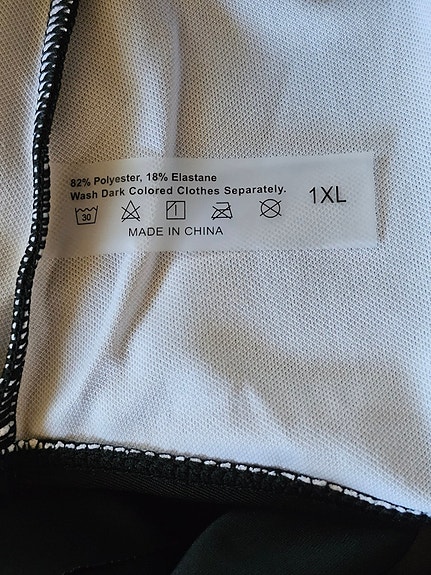 82% Polyester, 18% Elastane
Wash Dark Colored Clothes Separately.
30
1XL
MADE IN CHINA